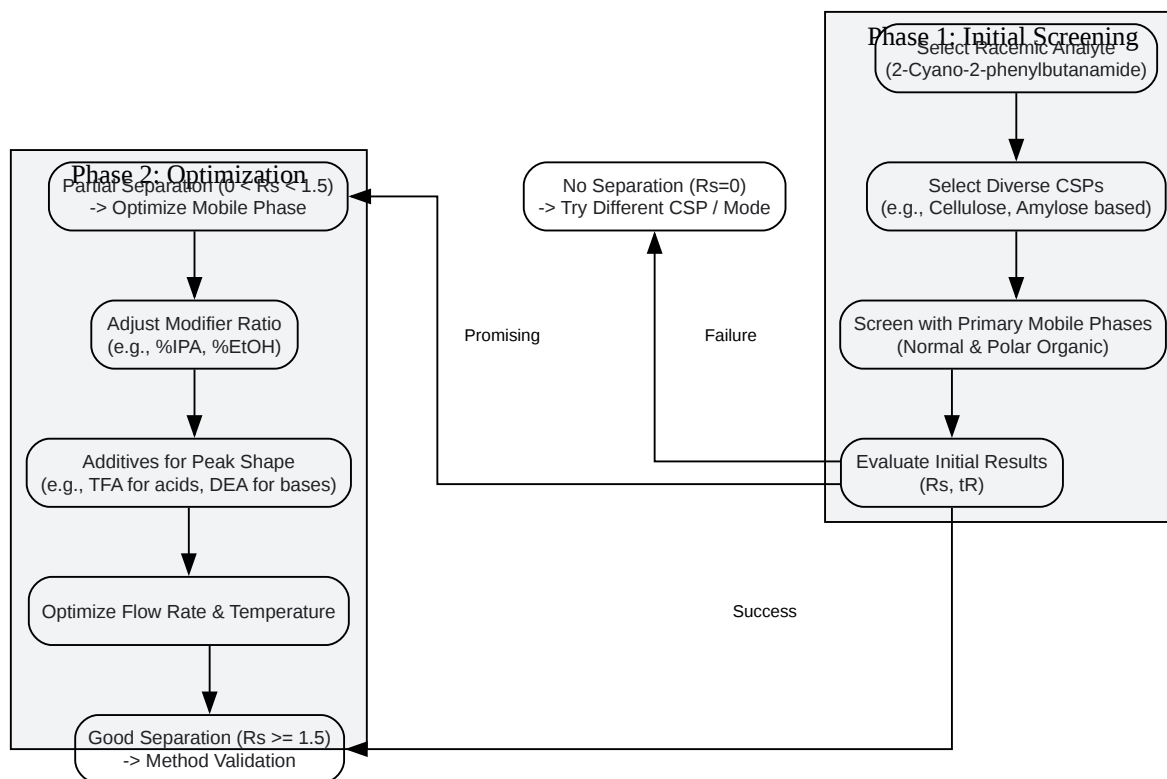 Phase 1: Initial Screening
Select Racemic Analyte
(2-Cyano-2-phenylbutanamide)
Select Diverse CSPs
(e.g., Cellulose, Amylose based)
Screen with Primary Mobile Phases
(Normal & Polar Organic)
Evaluate Initial Results
(Rs, tR)
No Separation (Rs=0)
-> Try Different CSP / Mode
Promising
Failure
Success
Phase 2: Optimization
Partial Separation (0 < Rs < 1.5)
-> Optimize Mobile Phase
Adjust Modifier Ratio
(e.g., %IPA, %EtOH)
Additives for Peak Shape
(e.g., TFA for acids, DEA for bases)
Optimize Flow Rate & Temperature
Good Separation (Rs >= 1.5)
-> Method Validation